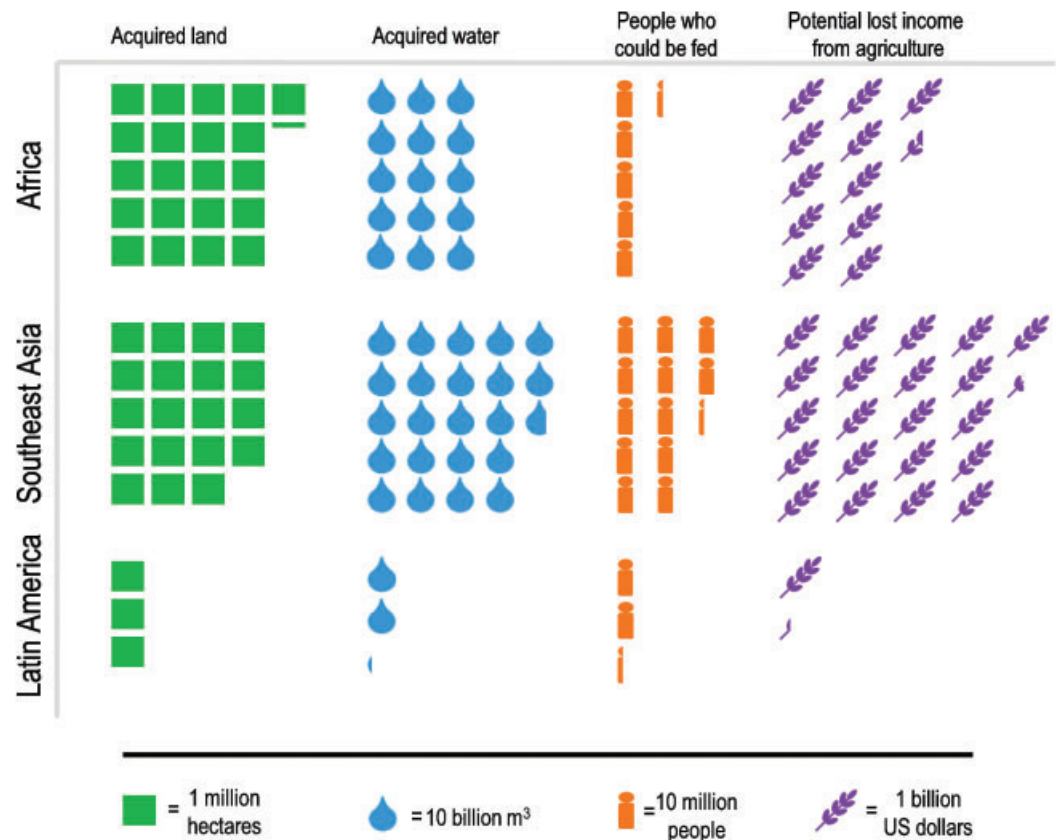 Acquired land
Acquired water
People who
could be fed
Potential lost income
from agriculture
Africa
Southeast Asia
Latin America
= 1 million
hectares
= 10 billion m³
= 10 million
people
= 1 billion
US dollars